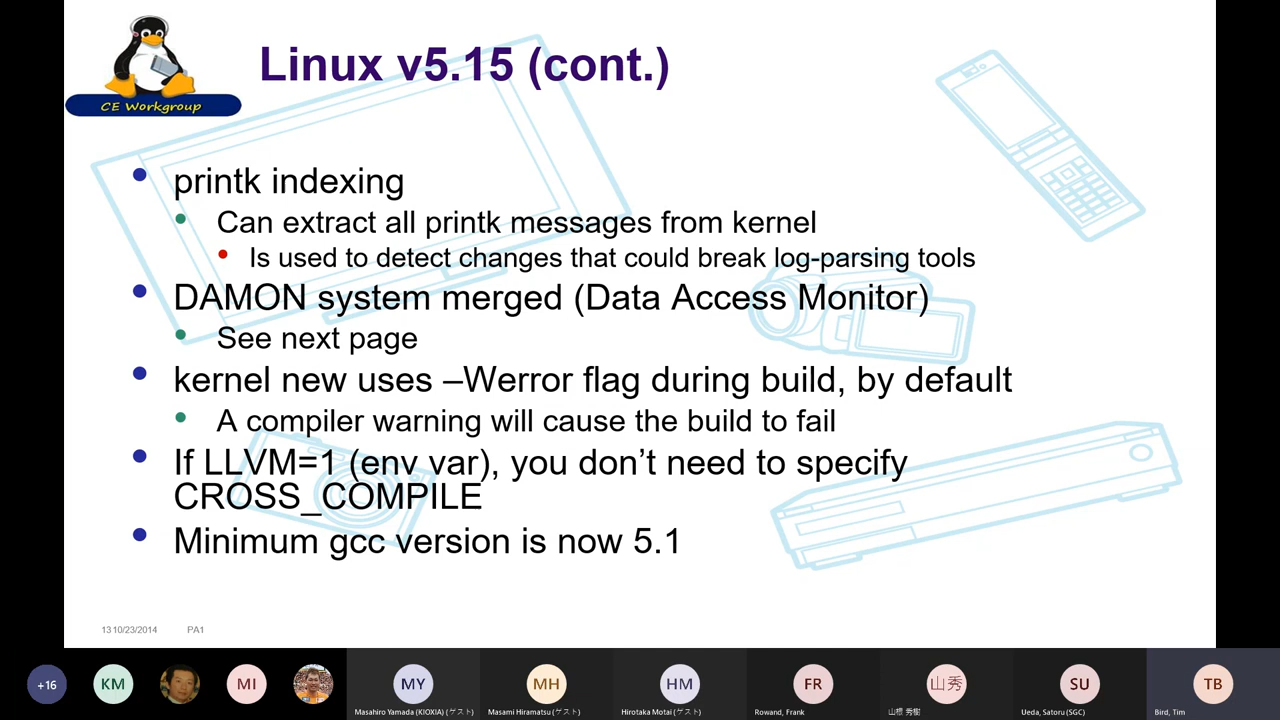 CE Workgroup
Linux v5.15 (cont.)
printk indexing
Can extract all printk messages from kernel
Is used to detect changes that could break log-parsing tools
DAMON system merged (Data Access Monitor)
See next page
kernel new uses –Werror flag during build, by default
A compiler warning will cause the build to fail
If LLVM=1 (env var), you don’t need to specify
CROSS_COMPILE
Minimum gcc version is now 5.1
13 10/23/2014 PA1
+16 KM MI MY MH HM FR 山秀 SU TB
Masahiro Yamada (KIOXIA) (ゲスト) Masami Hiramatsu (ゲスト) Hirotaka Motai (ゲスト) Rowand, Frank 山根 秀樹 Ueda, Satoru (SGC) Bird, Tim